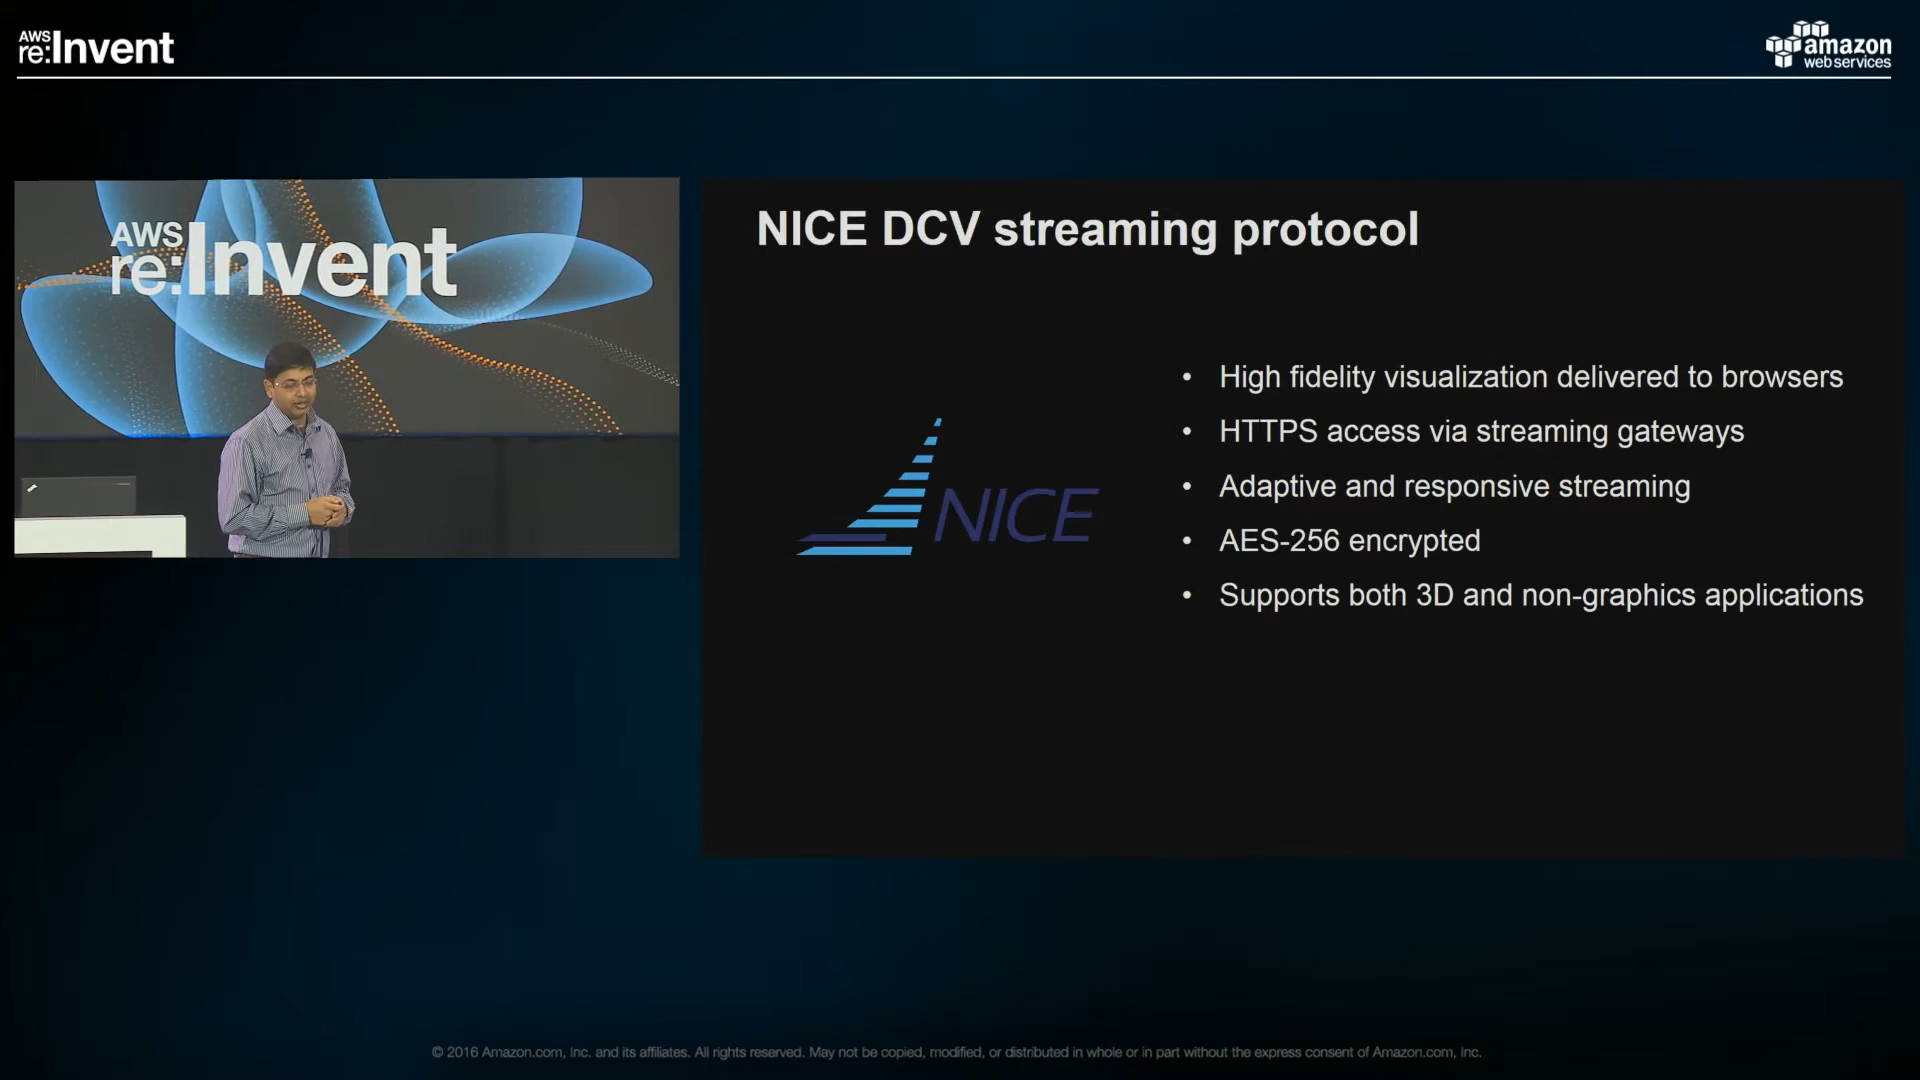 AWS
re:Invent
amazon
web services
AWS
re:Invent
NICE DCV streaming protocol
NICE
• High fidelity visualization delivered to browsers
• HTTPS access via streaming gateways
• Adaptive and responsive streaming
• AES-256 encrypted
• Supports both 3D and non-graphics applications
© 2016 Amazon.com, Inc. and its affiliates. All rights reserved. May not be copied, modified, or distributed in whole or in part without the express consent of Amazon.com, Inc.